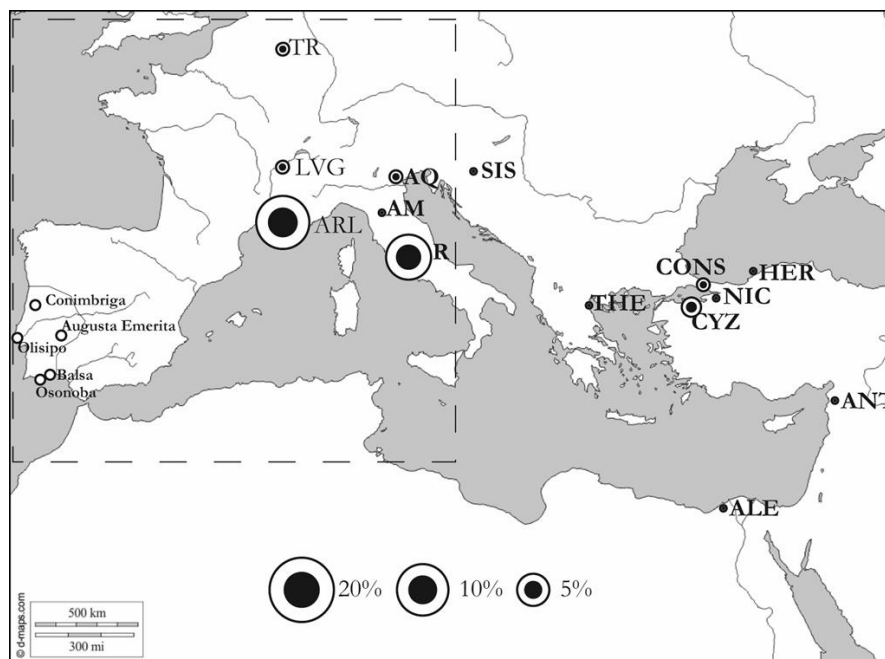 TR
LVG
AQ
SIS
AM
ARL
R
CONS
HER
NIC
THE
CYZ
Conimbriga
Augusta Emerita
Olisipo
Balsa
Osonoba
ANT
ALE
20%
10%
5%
500 km
300 mi
© d-maps.com